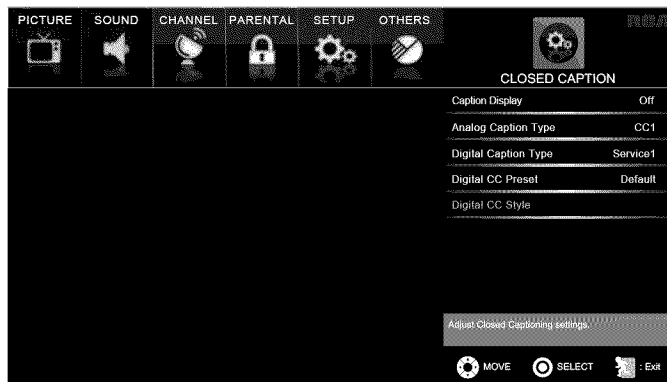 PICTURE SOUND CHANNEL PARENTAL SETUP OTHERS
RCA
CLOSED CAPTION
Caption Display Off
Analog Caption Type CC1
Digital Caption Type Service1
Digital CC Preset Default
Digital CC Style
Adjust Closed Captioning settings.
MOVE SELECT : Exit